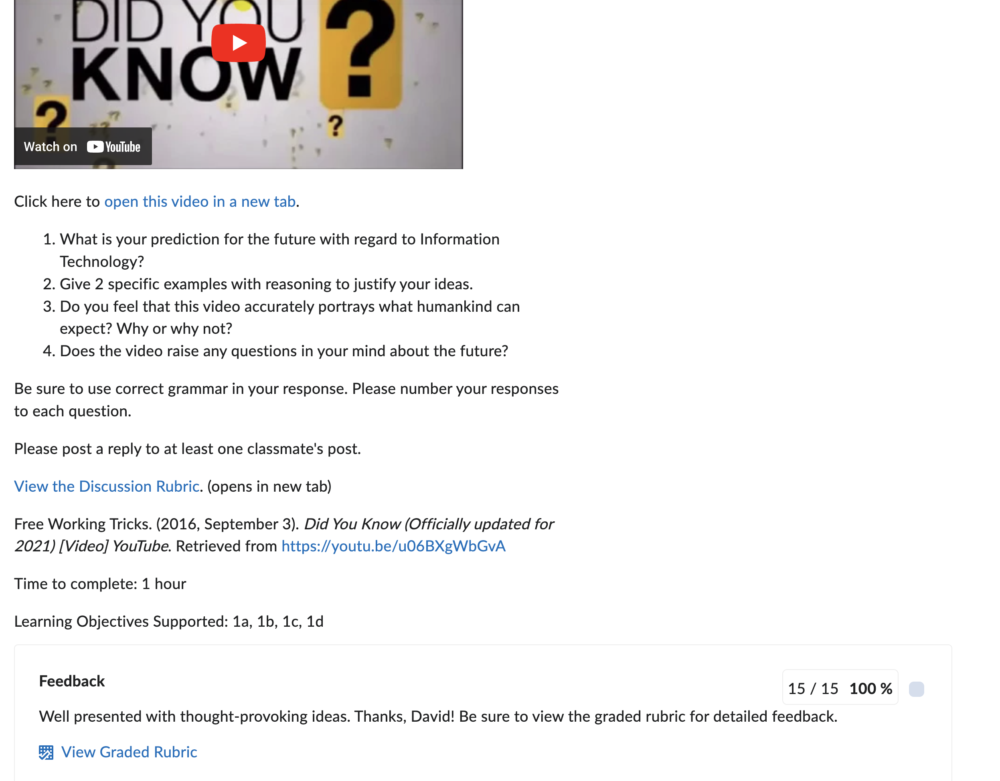 DID YOU
KNOW ?
?
?
Watch on YouTube
Click here to open this video in a new tab.
1. What is your prediction for the future with regard to Information
Technology?
2. Give 2 specific examples with reasoning to justify your ideas.
3. Do you feel that this video accurately portrays what humankind can
expect? Why or why not?
4. Does the video raise any questions in your mind about the future?
Be sure to use correct grammar in your response. Please number your responses
to each question.
Please post a reply to at least one classmate's post.
View the Discussion Rubric. (opens in new tab)
Free Working Tricks. (2016, September 3). Did You Know (Officially updated for
2021) [Video] YouTube. Retrieved from https://youtu.be/u06BXgWbGvA
Time to complete: 1 hour
Learning Objectives Supported: 1a, 1b, 1c, 1d
Feedback
15 / 15 100 %
Well presented with thought-provoking ideas. Thanks, David! Be sure to view the graded rubric for detailed feedback.
View Graded Rubric